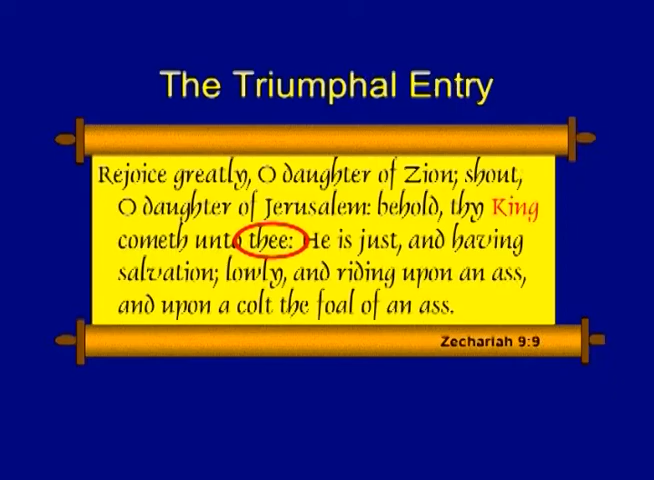 The Triumphal Entry
Rejoice greatly, O daughter of Zion; shout,
O daughter of Jerusalem: behold, thy King
cometh unto thee: He is just, and having
salvation; lowly, and riding upon an ass,
and upon a colt the foal of an ass.
Zechariah 9:9